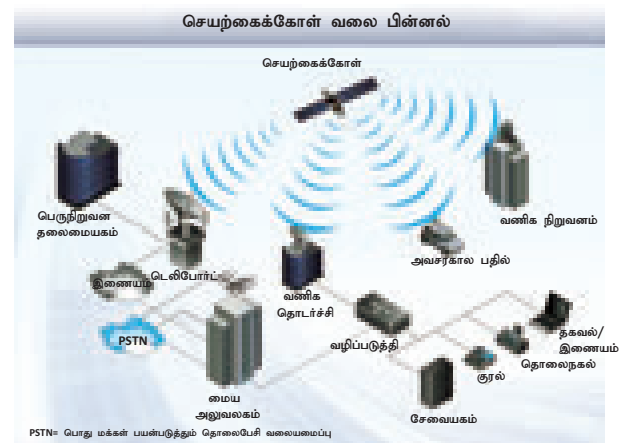 செயற்கைக்கோள் வலை பின்னல்
செயற்கைக்கோள்
பெருநிறுவன
தலைமையகம்
வணிக நிறுவனம்
அவசரகால பதில்
இணையம்
டெலிபோர்ட்
வணிக
தொடர்ச்சி
PSTN
வழிப்படுத்தி
தகவல்/
இணையம்
தொலைநகல்
குரல்
மைய
அலுவலகம்
சேவையகம்
PSTN= பொது மக்கள் பயன்படுத்தும் தொலைபேசி வலையமைப்பு